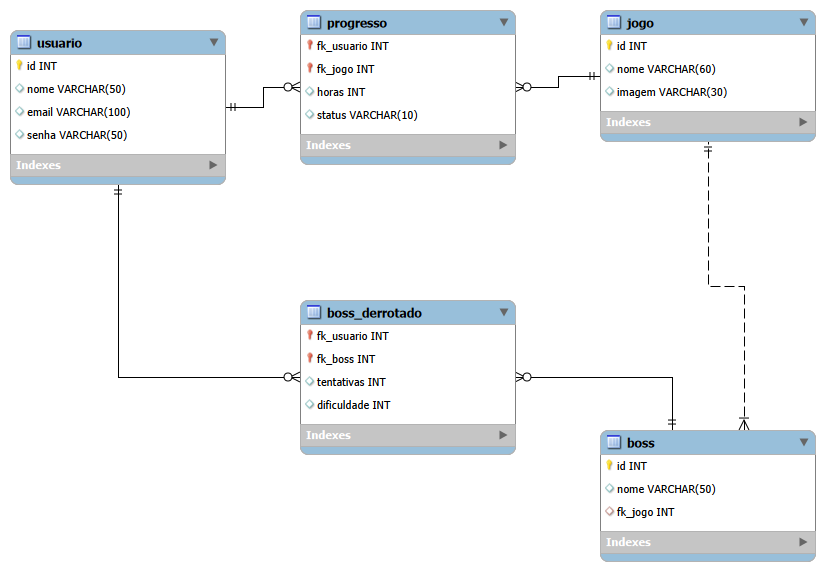 usuario
id INT
nome VARCHAR(50)
email VARCHAR(100)
senha VARCHAR(50)
Indexes
progresso
fk_usuario INT
fk_jogo INT
horas INT
status VARCHAR(10)
Indexes
jogo
id INT
nome VARCHAR(60)
imagem VARCHAR(30)
Indexes
boss_derrotado
fk_usuario INT
fk_boss INT
tentativas INT
dificuldade INT
Indexes
boss
id INT
nome VARCHAR(50)
fk_jogo INT
Indexes